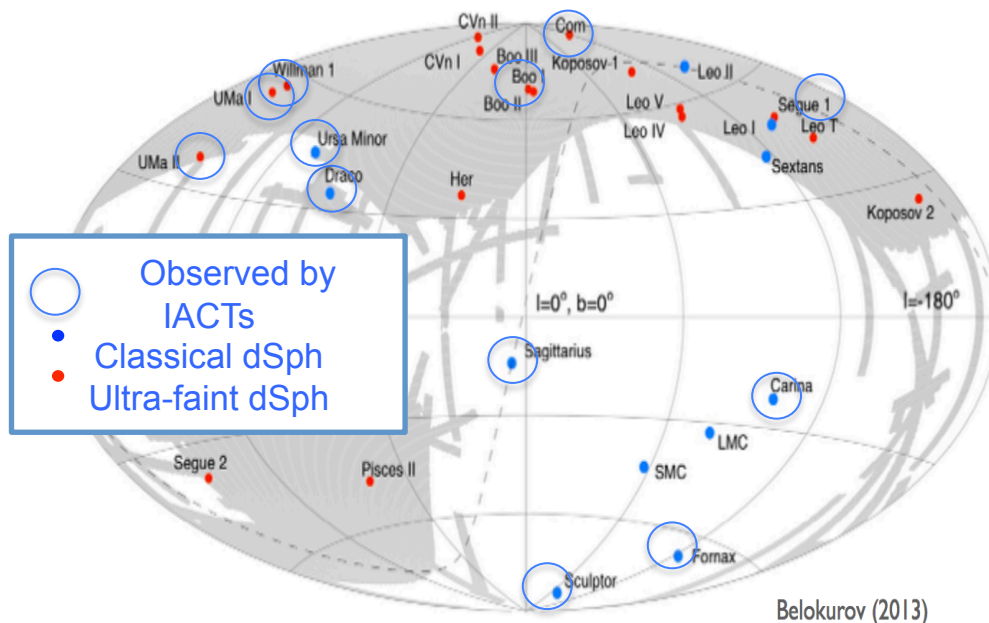 CVn II
Com
CVn I
Boo III
Koposov 1
Leo II
Willman 1
Boo I
UMa I
Boo II
Leo V
Segue 1
Leo IV
Leo I
Leo T
Ursa Minor
UMa II
Sextans
Draco
Her
Koposov 2
Observed by
IACTs
Classical dSph
Ultra-faint dSph
l=0°, b=0°
l=-180°
Sagittarius
Carina
LMC
Segue 2
Pisces II
SMC
Fornax
Sculptor
Belokurov (2013)